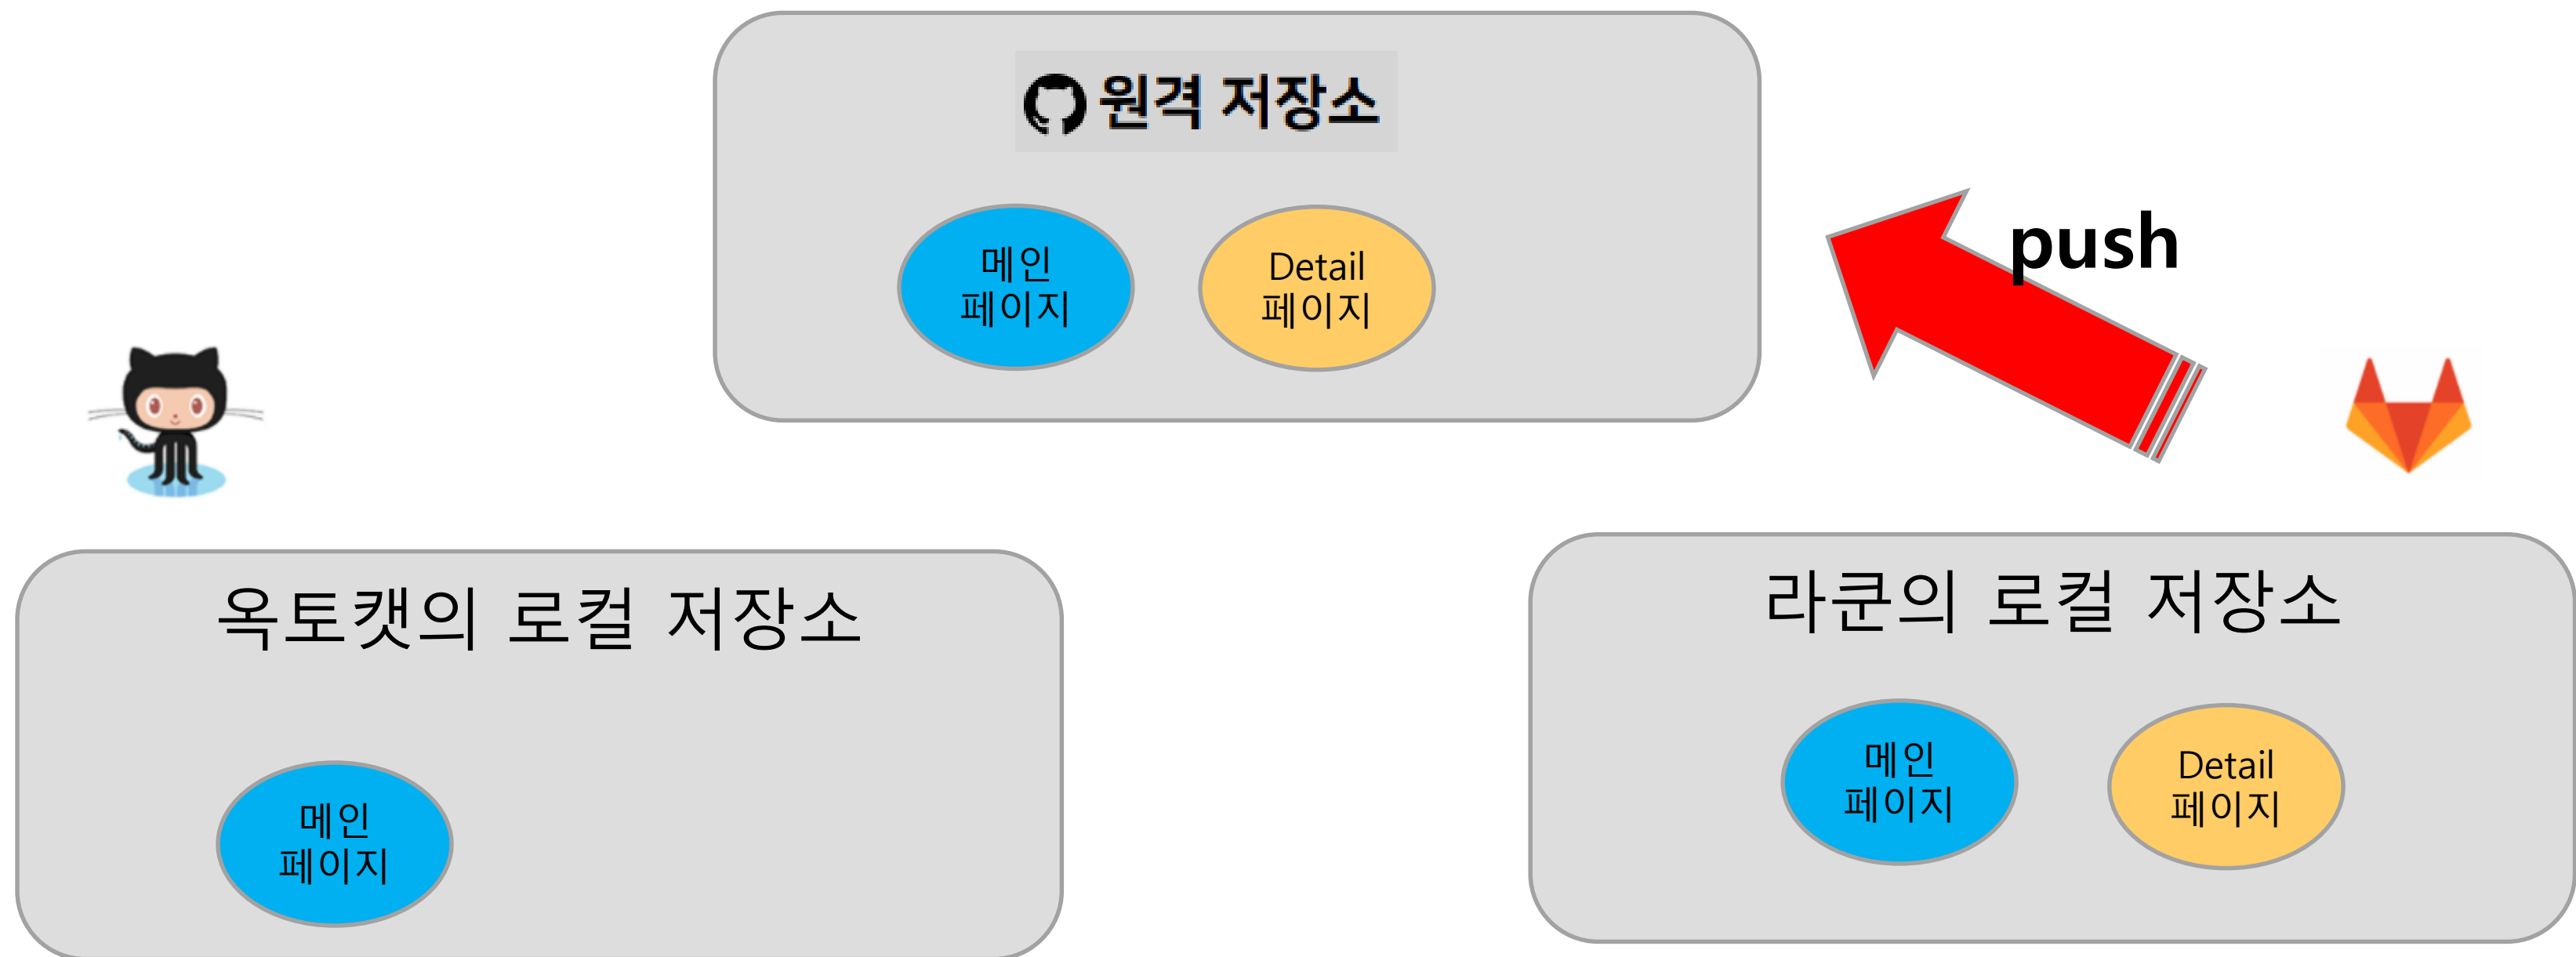 원격 저장소
메인
페이지
Detail
페이지
push
옥토캣의 로컬 저장소
메인
페이지
라쿤의 로컬 저장소
메인
페이지
Detail
페이지